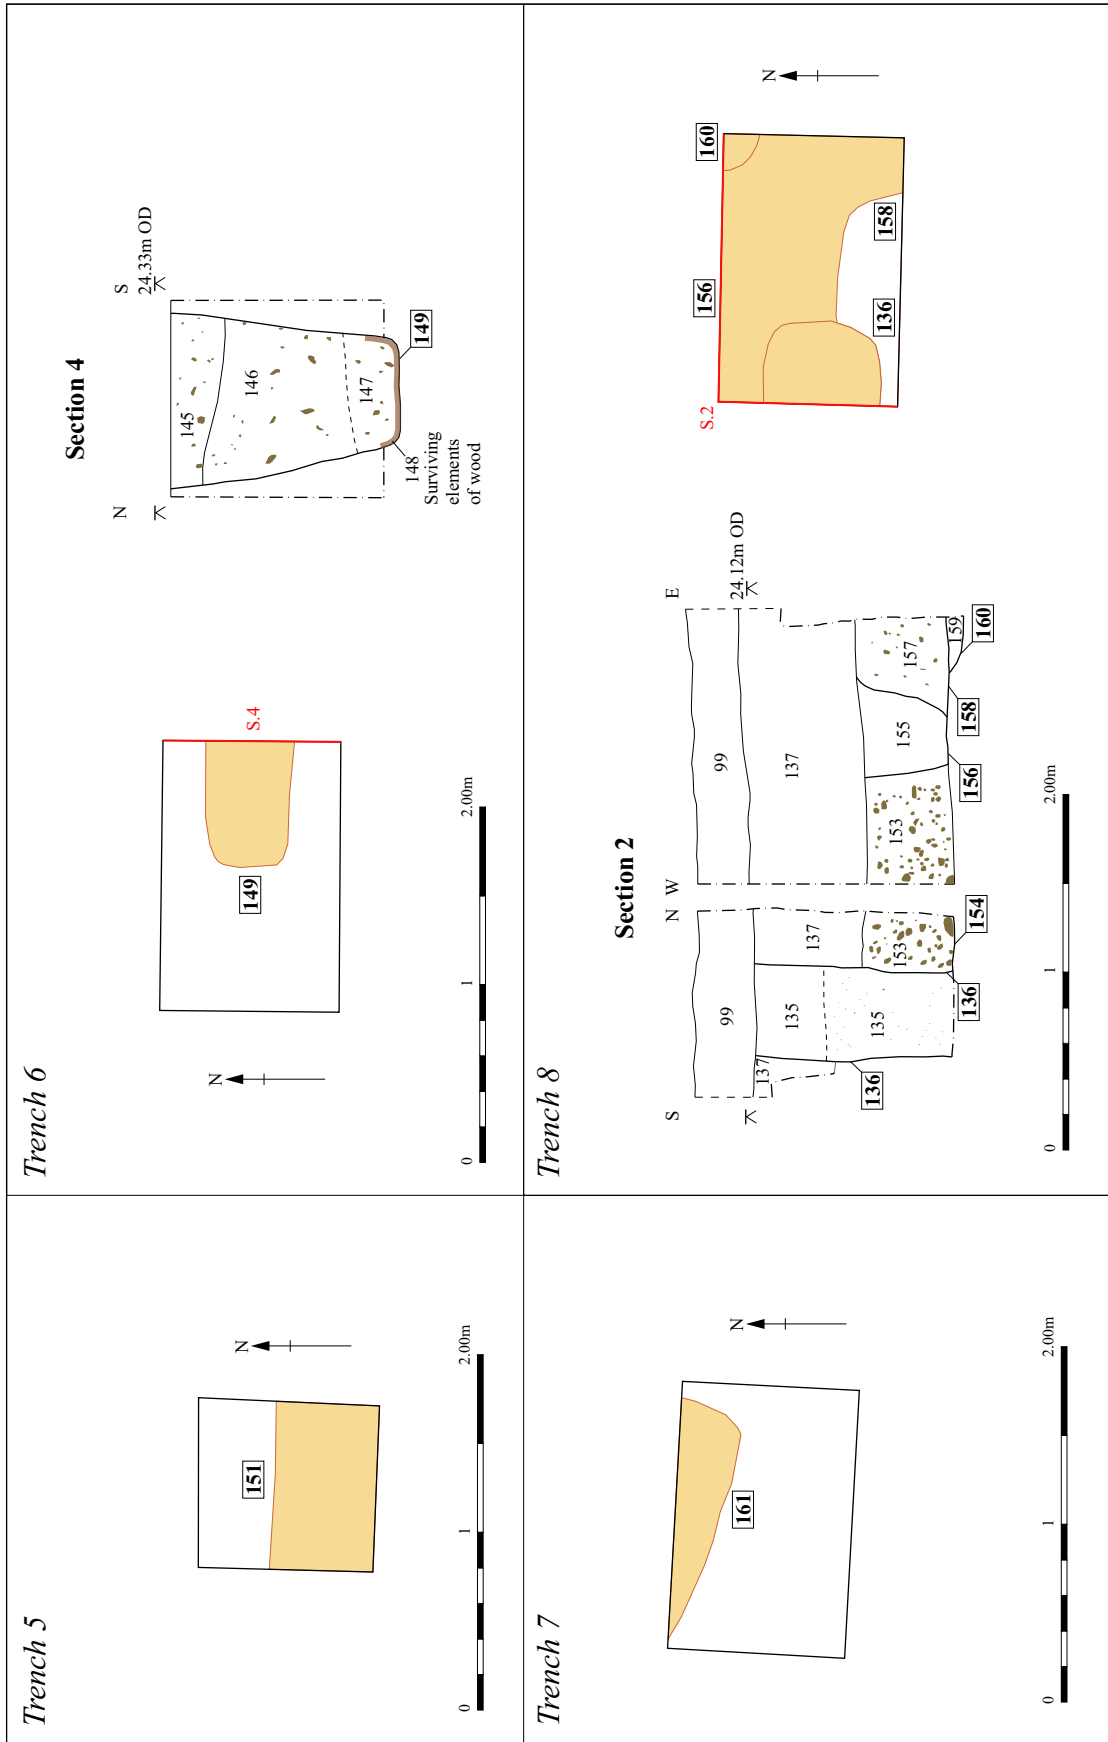 Trench 5
N
151
0
1
2.00m
Trench 6
N
149
S.4
0
1
2.00m
Section 4
N
S
24.33m OD
145
146
147
148
Surviving
elements
of wood
149
Trench 7
N
161
0
1
2.00m
Trench 8
Section 2
S
N
W
E
24.12m OD
99
99
137
137
137
135
135
153
153
155
157
159
136
136
154
156
158
160
0
1
2.00m
S.2
156
160
136
158
N